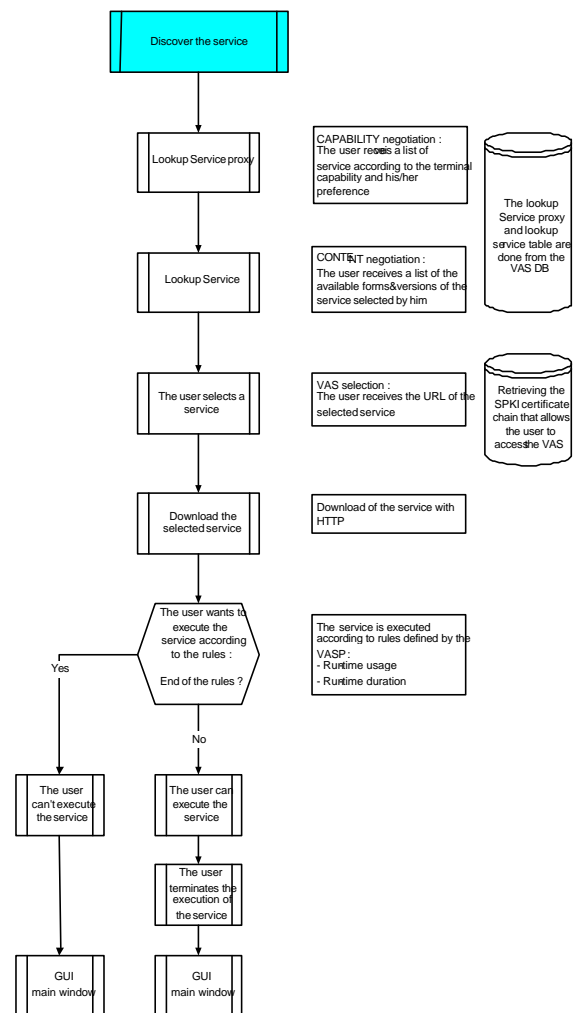 Discover the service
Lookup Service proxy
CAPABILITY negotiation :
The user receives a list of
service according to the terminal
capability and his/her
preference
The lookup
Service proxy
and lookup
service table are
done from the
VAS DB
Lookup Service
CONTENT negotiation :
The user receives a list of the
available forms&versions of the
service selected by him
The user selects a
service
VAS selection :
The user receives the URL of the
selected service
Retrieving the
SPKI certificate
chain that allows
the user to
access the VAS
Download the
selected service
Download of the service with
HTTP
The user wants to
execute the
service according
to the rules :
End of the rules ?
The service is executed
according to rules defined by the
VASP :
- Runtime usage
- Runtime duration
Yes
No
The user
can't execute
the service
The user can
execute the
service
The user
terminates the
execution of
the service
GUI
main window
GUI
main window